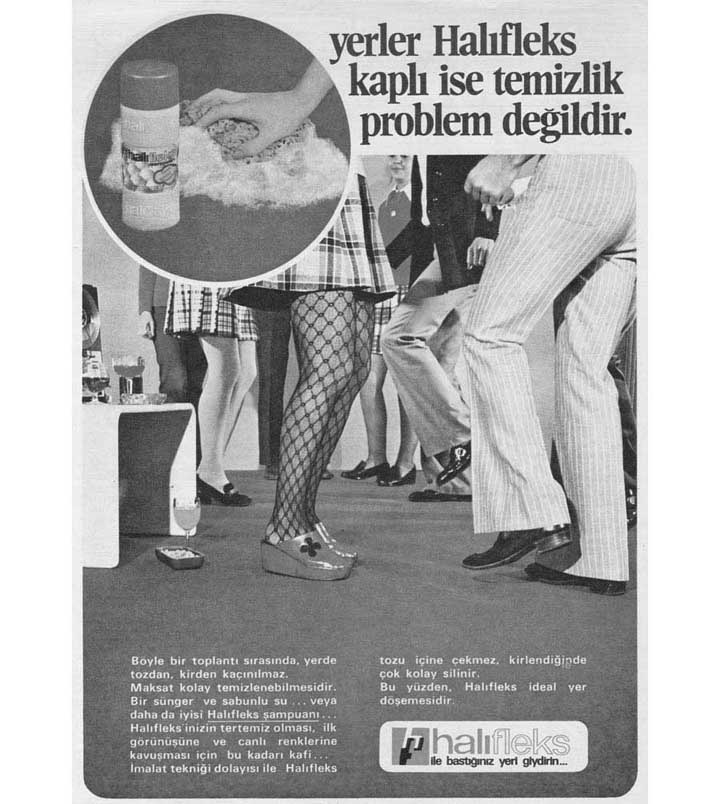 yerler Halıfleks
kaplı ise temizlik
problem değildir.
halıfleks
Böyle bir toplantı sırasında, yerde
tozdan, kirden kaçınılmaz.
Maksat kolay temizlenebilmesidir.
Bir sünger ve sabunlu su ... veya
daha da iyisi Halıfleks şampuanı...
Halıfleks'inizin tertemiz olması, ilk
görünüşüne ve canlı renklerine
kavuşması için bu kadarı kafi...
İmalat tekniği dolayısı ile Halıfleks
tozu içine çekmez, kirlendiğinde
çok kolay silinir.
Bu yüzden, Halıfleks ideal yer
döşemesidir.
halıfleks
ile bastığınız yeri giydirin...